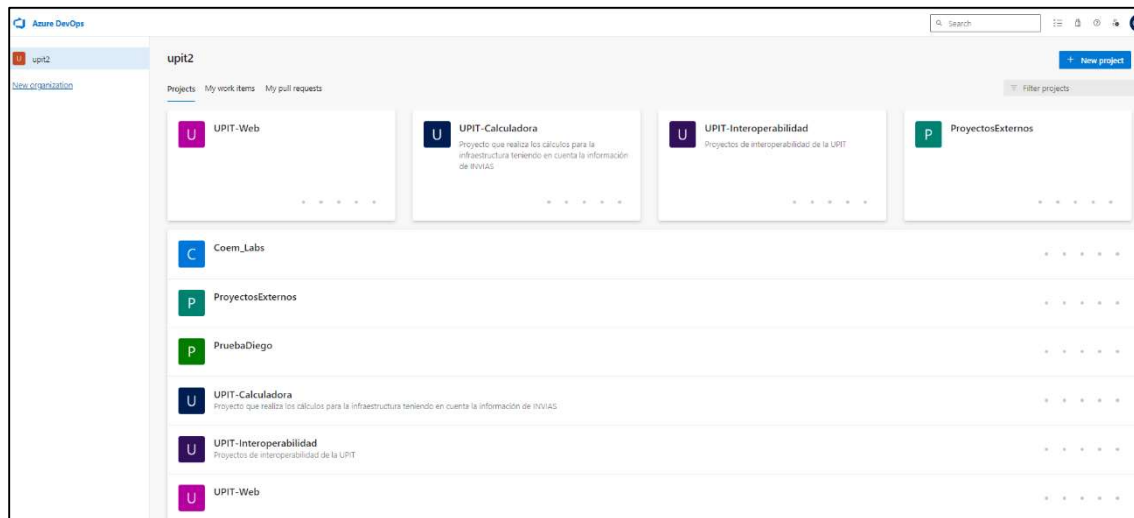 Azure DevOps
Search
U upit2
New organization
upit2
+ New project
Projects My work items My pull requests
Filter projects
U UPIT-Web
U UPIT-Calculadora
Proyecto que realiza los cálculos para la
infraestructura teniendo en cuenta la información
de INVIAS
U UPIT-Interoperabilidad
Proyectos de interoperabilidad de la UPIT
P ProyectosExternos
C Coem_Labs
P ProyectosExternos
P PruebaDiego
U UPIT-Calculadora
Proyecto que realiza los cálculos para la infraestructura teniendo en cuenta la información de INVIAS
U UPIT-Interoperabilidad
Proyectos de interoperabilidad de la UPIT
U UPIT-Web